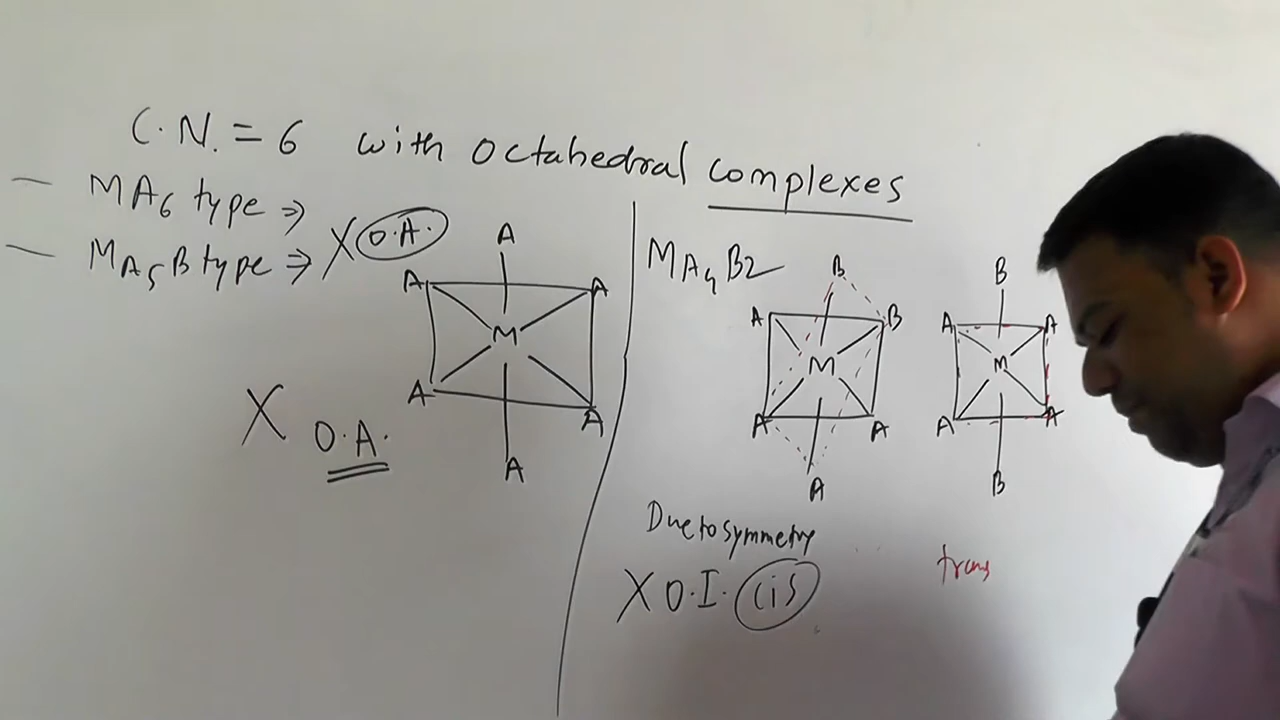 C.N. = 6 with Octahedral complexes
— MA6 type ⇒
— MA5B type ⇒ X O.A.
A
A A
M
A A
A
X O.A.
MA4B2
B
A B
M
A A
A
B
A A
M
A A
B
Due to symmetry
X O.I. cis
trans